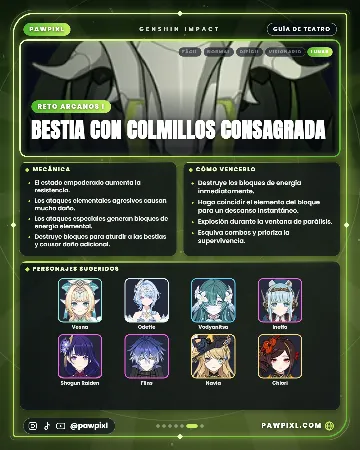 PAWPIXL
GENSHIN IMPACT
GUÍA DE TEATRO
FÁCIL
NORMAL
DIFÍCIL
VISIONARIO
LUNAR
RETO ARCANOS I
BESTIA CON COLMILLOS CONSAGRADA
MECÁNICA
El estado empoderado aumenta la
resistencia.
Los ataques elementales agresivos causan
mucho daño.
Los ataques especiales generan bloques de
energía elemental.
Destruye bloques para aturdir a las bestias
y causar daño adicional.
CÓMO VENCERLO
Destruye los bloques de energía
inmediatamente.
Haga coincidir el elemento del bloque
para un descanso instantáneo.
Explosión durante la ventana de parálisis.
Esquiva combos y prioriza la
supervivencia.
PERSONAJES SUGERIDOS
Vesna
Odette
Vodyanitsa
Inetta
Shogun Raiden
Flins
Navia
Chiori
@pawpixl
PAWPIXL.COM